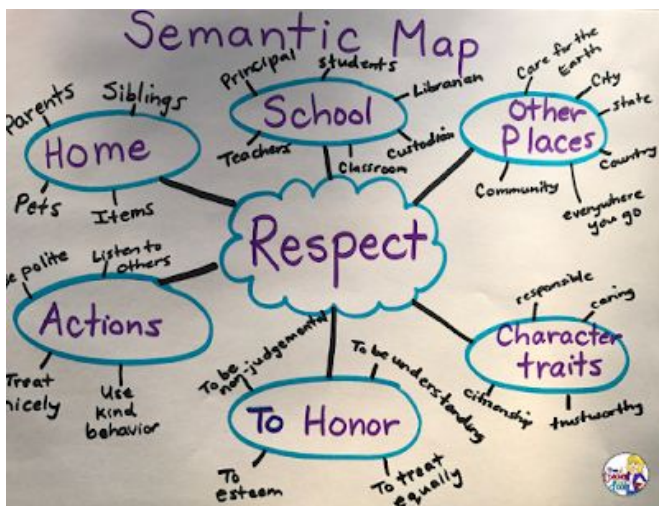 Semantic Map
Parents
Siblings
Home
Pets
Items
Principal
students
Librarian
School
Teachers
Classroom
Custodian
Care for the
Earth
City
state
Other
Places
Country
Community
everywhere
you go
Respect
e polite
Listen to
others
Actions
Treat
nicely
Use
kind
behavior
To be
non-judgemental
To be understanding
To Honor
To
esteem
To treat
equally
responsible
caring
Character
traits
citizenship
trustworthy